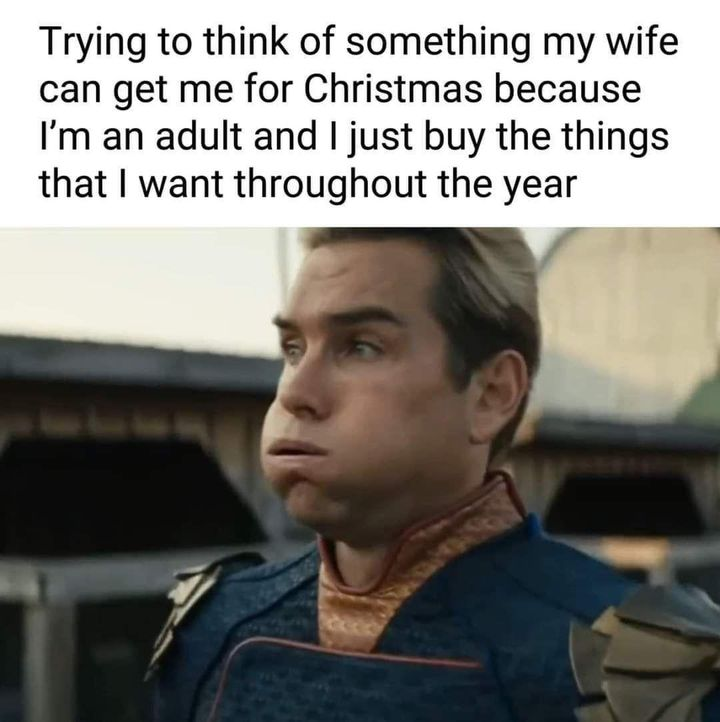 Trying to think of something my wife
can get me for Christmas because
I'm an adult and I just buy the things
that I want throughout the year